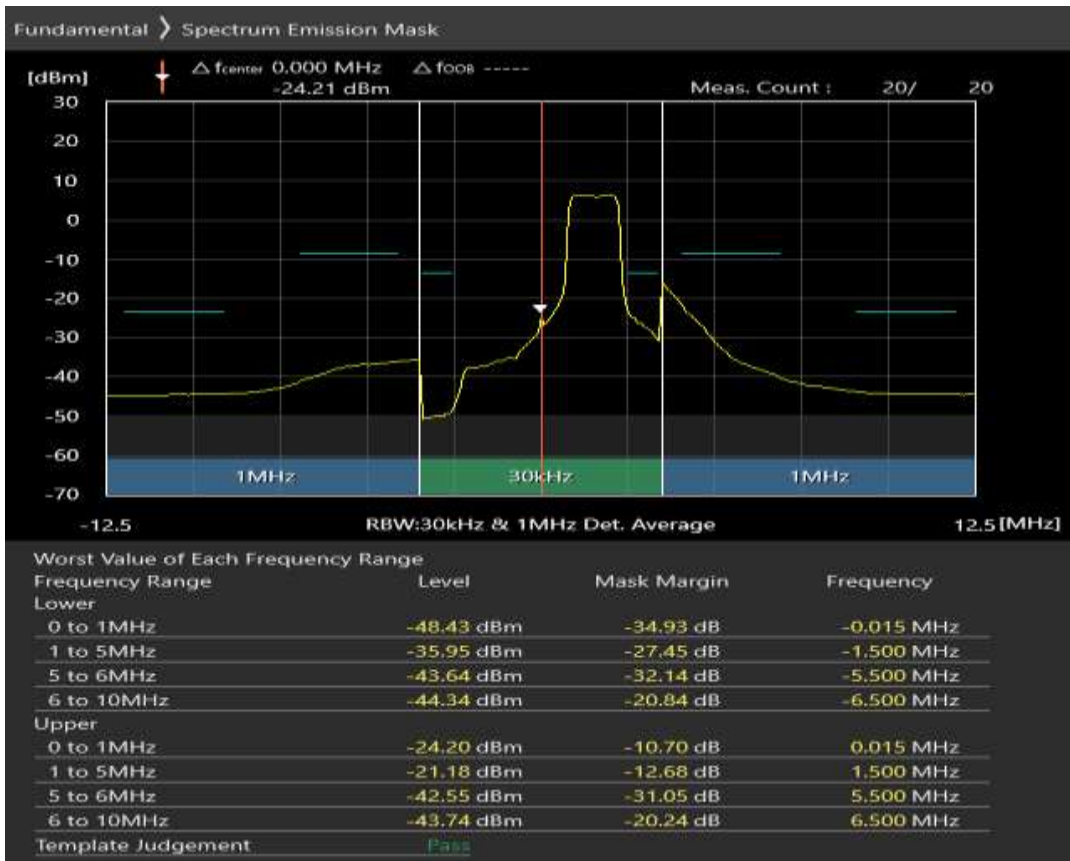 Fundamental ❭ Spectrum Emission Mask
△ fcenter 0.000 MHz △ fOOB -----
-24.21 dBm
Meas. Count : 20/ 20
[dBm]
30
20
10
0
-10
-20
-30
-40
-50
-60
-70
1MHz 30kHz 1MHz
-12.5 RBW:30kHz & 1MHz Det. Average 12.5[MHz]
Worst Value of Each Frequency Range
Frequency Range Level Mask Margin Frequency
Lower
0 to 1MHz -48.43 dBm -34.93 dB -0.015 MHz
1 to 5MHz -35.95 dBm -27.45 dB -1.500 MHz
5 to 6MHz -43.64 dBm -32.14 dB -5.500 MHz
6 to 10MHz -44.34 dBm -20.84 dB -6.500 MHz
Upper
0 to 1MHz -24.20 dBm -10.70 dB 0.015 MHz
1 to 5MHz -21.18 dBm -12.68 dB 1.500 MHz
5 to 6MHz -42.55 dBm -31.05 dB 5.500 MHz
6 to 10MHz -43.74 dBm -20.24 dB 6.500 MHz
Template Judgement Pass